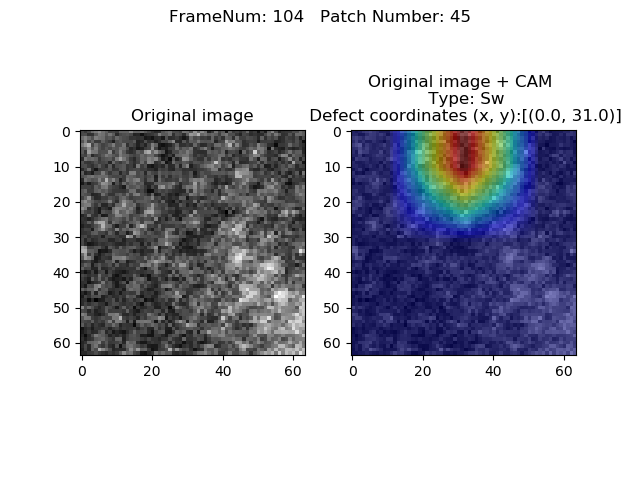 FrameNum: 104   Patch Number: 45
Original image
0
10
20
30
40
50
60
0 20 40 60
Original image + CAM
Type: Sw
Defect coordinates (x, y):[(0.0, 31.0)]
0
10
20
30
40
50
60
0 20 40 60